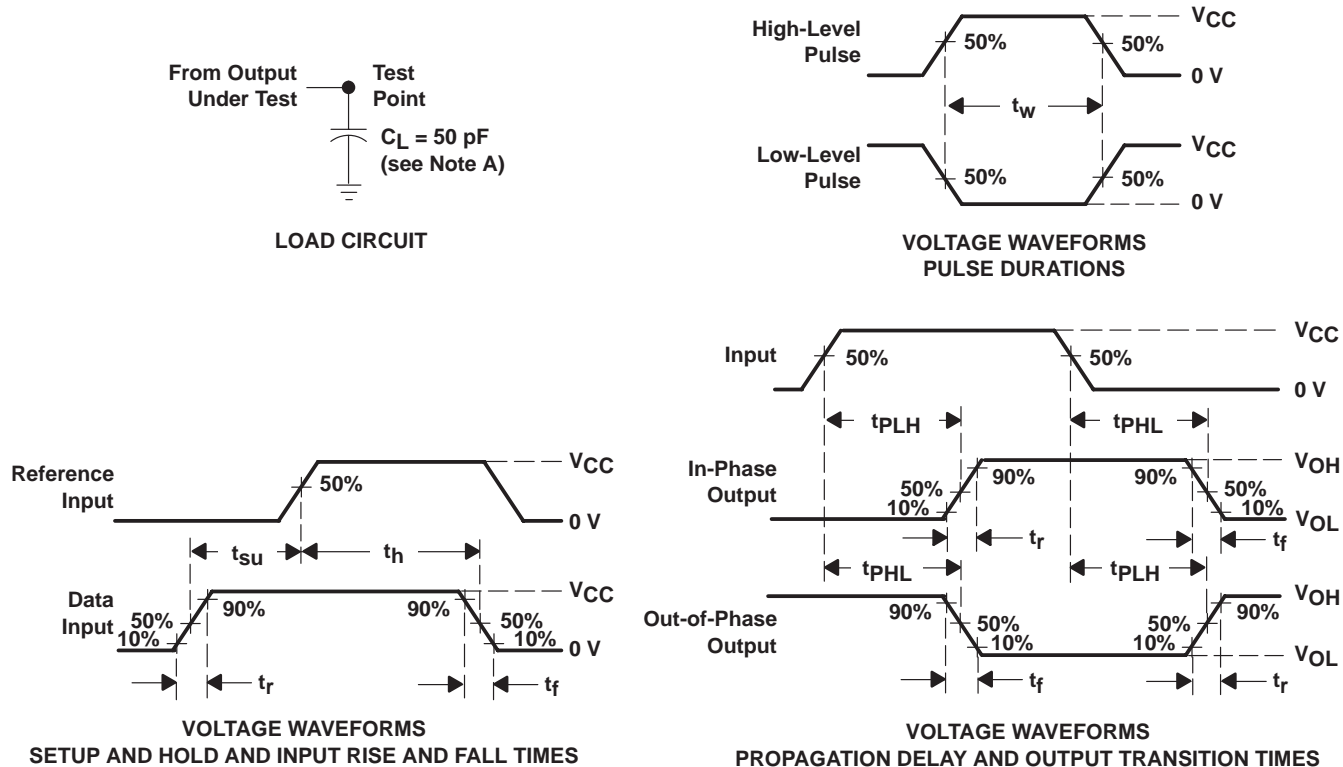 From Output
Under Test
Test
Point
CL = 50 pF
(see Note A)
LOAD CIRCUIT
High-Level
Pulse
50%
50%
VCC
0 V
tw
Low-Level
Pulse
50%
50%
VCC
0 V
VOLTAGE WAVEFORMS
PULSE DURATIONS
Reference
Input
50%
VCC
0 V
tsu
th
Data
Input
50%
10%
90%
90%
50%
10%
VCC
0 V
tr
tf
VOLTAGE WAVEFORMS
SETUP AND HOLD AND INPUT RISE AND FALL TIMES
Input
50%
50%
VCC
0 V
tPLH
tPHL
In-Phase
Output
50%
10%
90%
90%
50%
10%
VOH
VOL
tr
tf
tPHL
tPLH
Out-of-Phase
Output
90%
50%
10%
50%
10%
90%
VOH
VOL
tf
tr
VOLTAGE WAVEFORMS
PROPAGATION DELAY AND OUTPUT TRANSITION TIMES